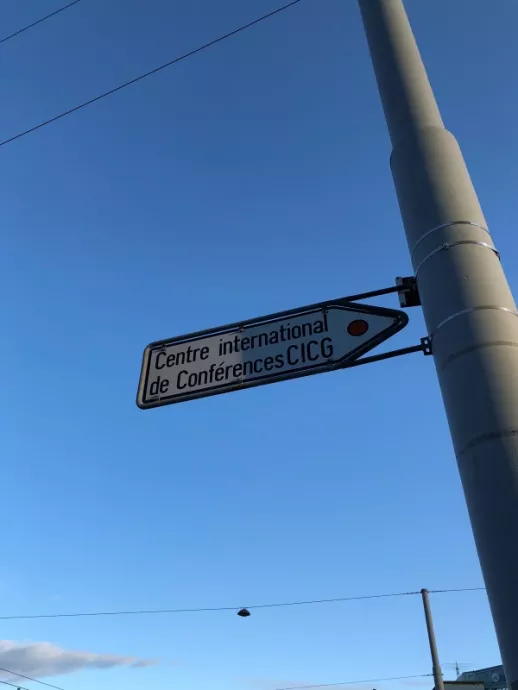 Centre international
de Conférences CICG